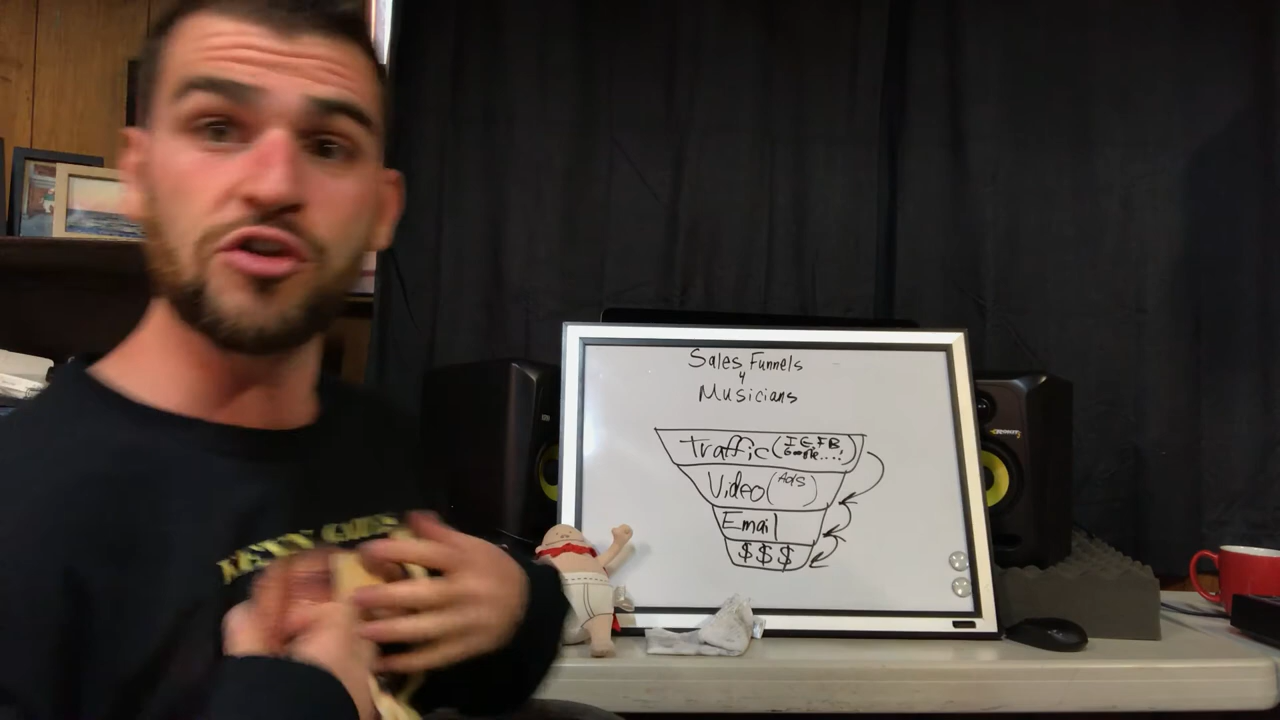 Sales Funnels
4
Musicians
Traffic (IG, FB,
Google....!)
Video (Ads)
Email
$$$